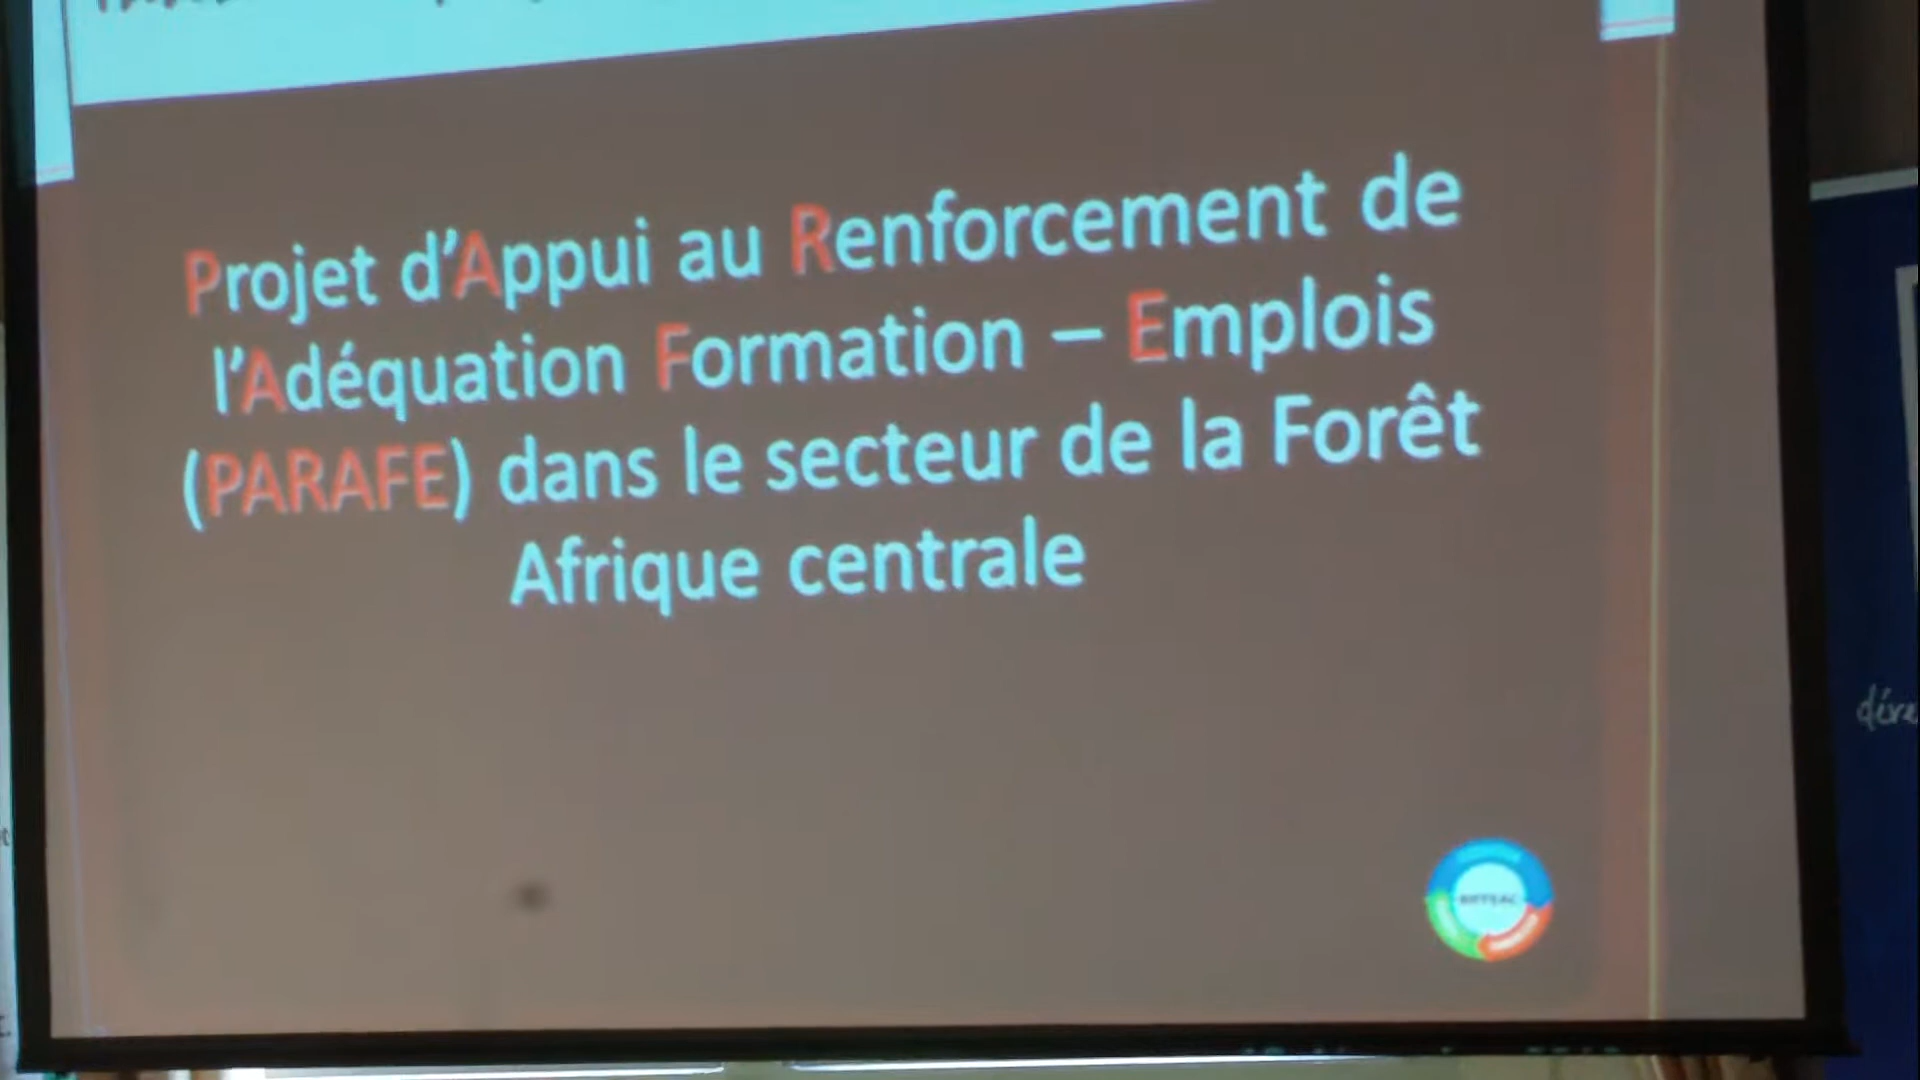 Projet d'Appui au Renforcement de
l'Adéquation Formation – Emplois
(PARAFE) dans le secteur de la Forêt
Afrique centrale